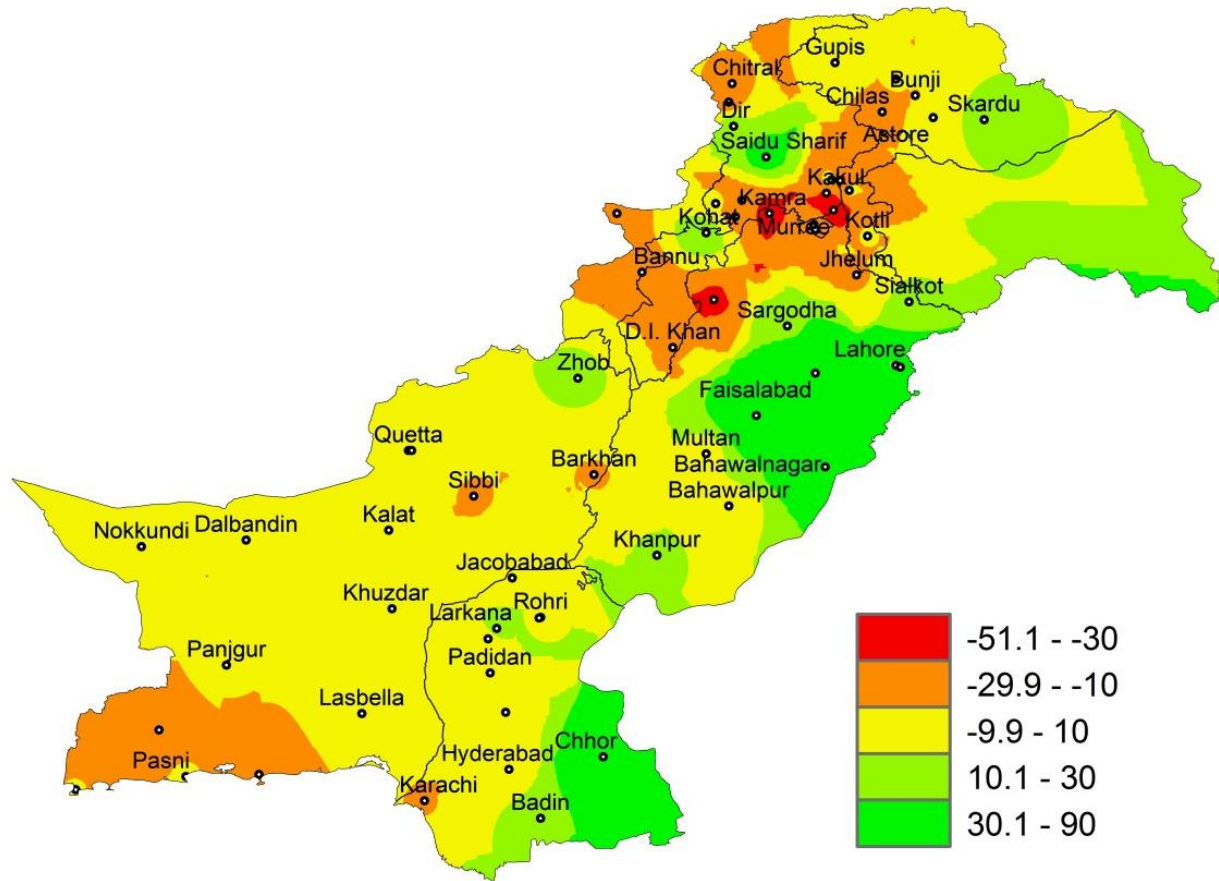 Gupis
Chitral
Bunji
Chilas
Skardu
Dir
Astore
Saidu Sharif
Kakul
Kamra
Kohat
Murree
Kotli
Bannu
Jhelum
Sialkot
Sargodha
D.I. Khan
Lahore
Zhob
Faisalabad
Quetta
Multan
Barkhan
Bahawalnagar
Sibbi
Bahawalpur
Kalat
Nokkundi
Dalbandin
Khanpur
Jacobabad
Khuzdar
Rohri
Larkana
Panjgur
Padidan
Lasbella
Chhor
Hyderabad
Pasni
Karachi
Badin
-51.1 - -30
-29.9 - -10
-9.9 - 10
10.1 - 30
30.1 - 90